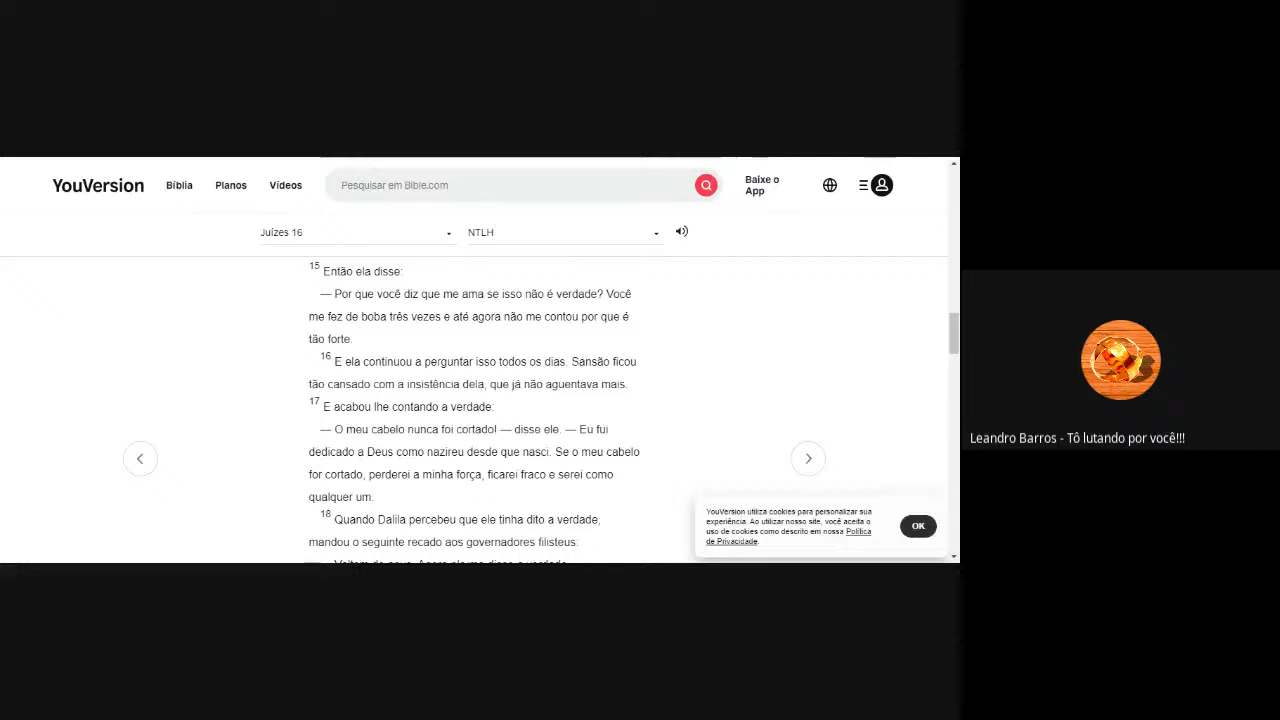 YouVersion Bíblia Planos Vídeos Pesquisar em Bible.com Baixe o App
Juízes 16 NTLH
15 Então ela disse:
— Por que você diz que me ama se isso não é verdade? Você
me fez de boba três vezes e até agora não me contou por que é
tão forte.
16 E ela continuou a perguntar isso todos os dias. Sansão ficou
tão cansado com a insistência dela, que já não aguentava mais.
17 E acabou lhe contando a verdade:
— O meu cabelo nunca foi cortado! — disse ele. — Eu fui
dedicado a Deus como nazireu desde que nasci. Se o meu cabelo
for cortado, perderei a minha força, ficarei fraco e serei como
qualquer um.
18 Quando Dalila percebeu que ele tinha dito a verdade,
mandou o seguinte recado aos governadores filisteus:
YouVersion utiliza cookies para personalizar sua
experiência. Ao utilizar nosso site, você aceita o
uso de cookies como descrito em nossa Política
de Privacidade.
OK
Leandro Barros - Tô lutando por você!!!